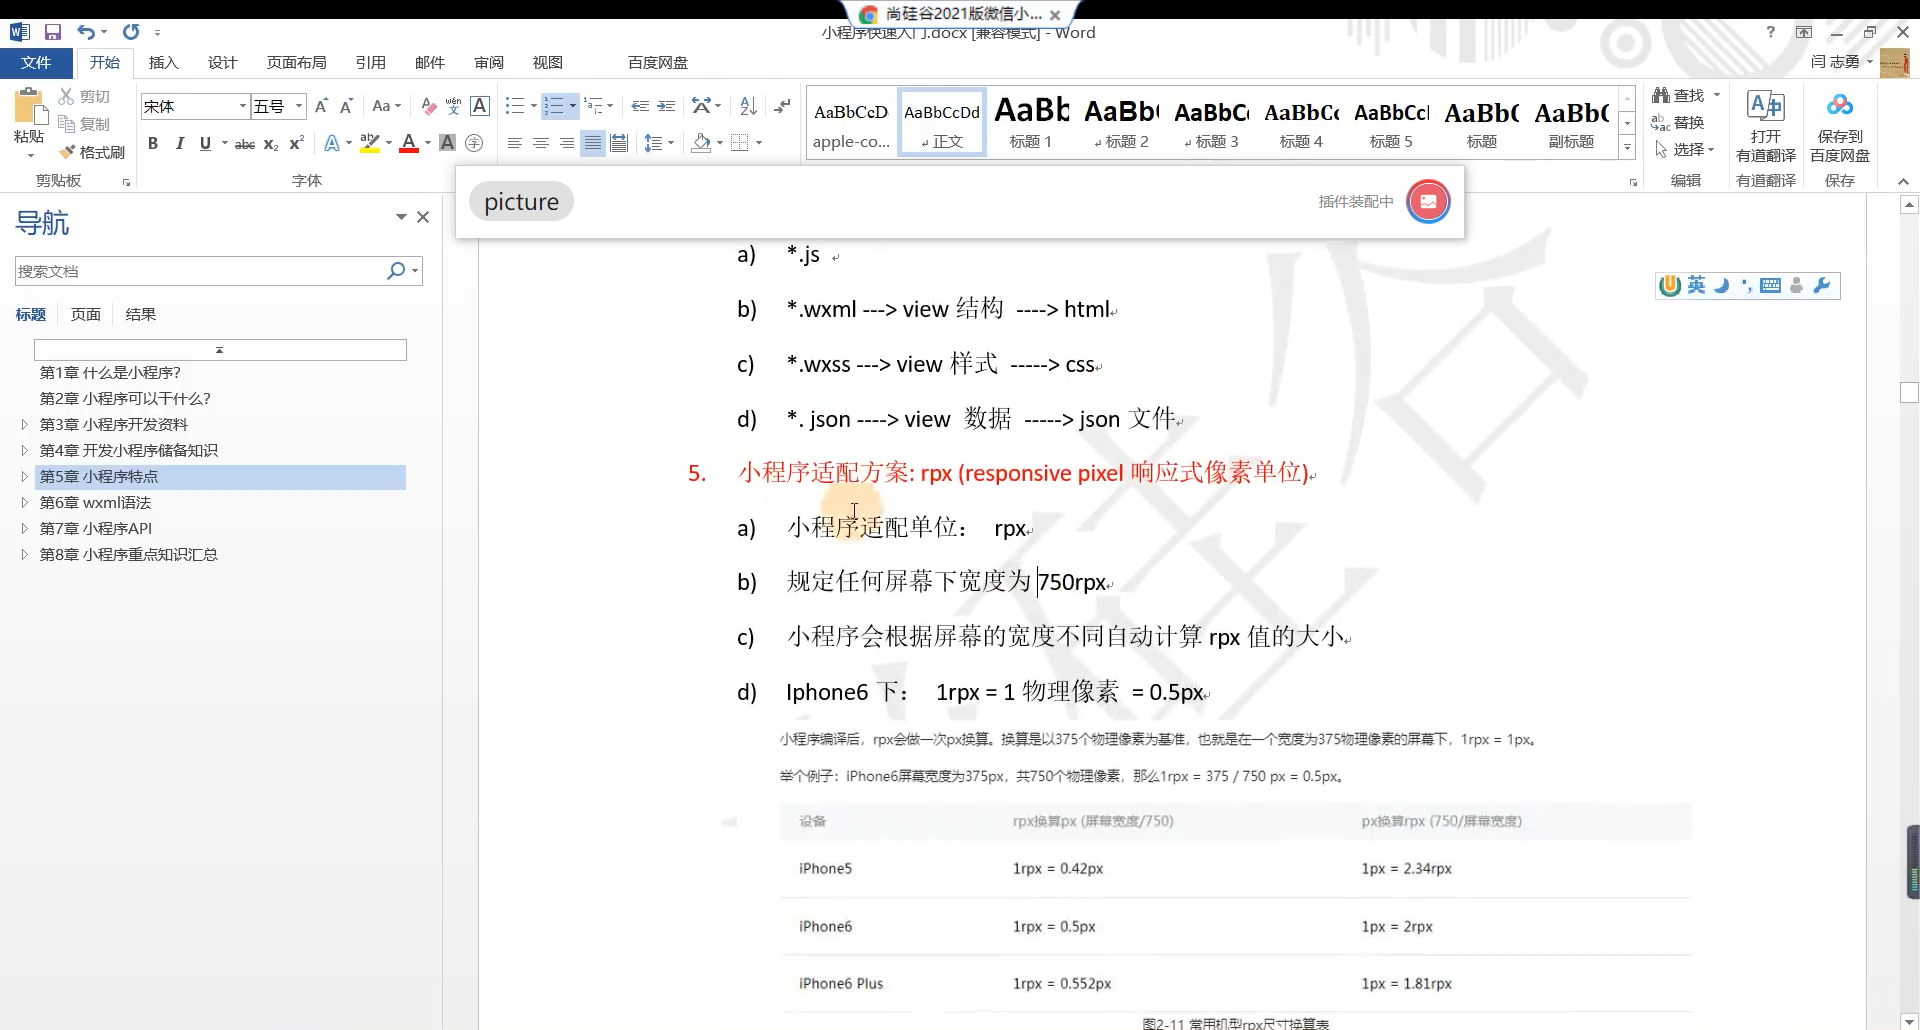 尚硅谷2021版微信小...
小程序快速入门.docx [兼容模式] - Word
文件 开始 插入 设计 页面布局 引用 邮件 审阅 视图 百度网盘
闫 志勇
粘贴 剪切 复制 格式刷
剪贴板
宋体 五号
字体
AaBbCcD AaBbCcDd AaBb AaBb( AaBbC( AaBbCc AaBbCcl AaBbC AaBbC(
apple-co... 正文 标题 1 标题 2 标题 3 标题 4 标题 5 标题 副标题
查找
替换
选择
编辑
打开
有道翻译
有道翻译
保存到
百度网盘
保存
picture
插件装配中
英
导航
搜索文档
标题 页面 结果
第1章 什么是小程序?
第2章 小程序可以干什么?
第3章 小程序开发资料
第4章 开发小程序储备知识
第5章 小程序特点
第6章 wxml语法
第7章 小程序API
第8章 小程序重点知识汇总
a) *.js
b) *.wxml ---> view 结构 ----> html
c) *.wxss ---> view 样式 -----> css
d) *. json ----> view 数据 -----> json 文件
5. 小程序适配方案: rpx (responsive pixel 响应式像素单位)
a) 小程序适配单位： rpx
b) 规定任何屏幕下宽度为 750rpx
c) 小程序会根据屏幕的宽度不同自动计算 rpx 值的大小
d) Iphone6 下： 1rpx = 1 物理像素 = 0.5px
小程序编译后，rpx会做一次px换算。换算是以375个物理像素为基准，也就是在一个宽度为375物理像素的屏幕下，1rpx = 1px。
举个例子：iPhone6屏幕宽度为375px，共750个物理像素，那么1rpx = 375 / 750 px = 0.5px。
设备 rpx换算px (屏幕宽度/750) px换算rpx (750/屏幕宽度)
iPhone5 1rpx = 0.42px 1px = 2.34rpx
iPhone6 1rpx = 0.5px 1px = 2rpx
iPhone6 Plus 1rpx = 0.552px 1px = 1.81rpx
图2-11 常用机型rpx尺寸换算表